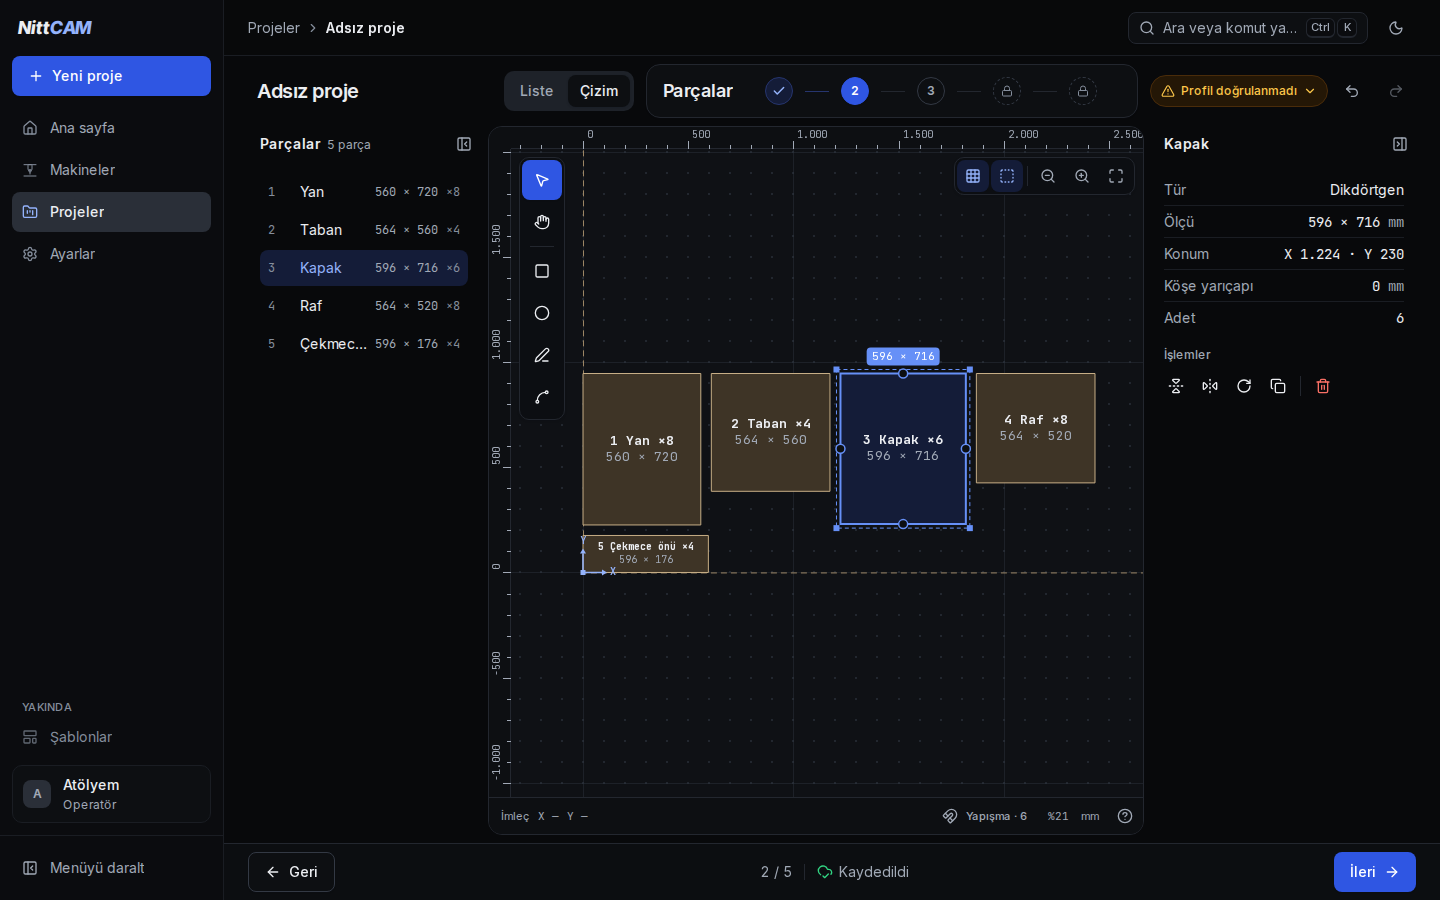 NittCAM
Yeni proje
Ana sayfa
Makineler
Projeler
Ayarlar
YAKINDA
Şablonlar
A
Atölyem
Operatör
Menüyü daralt
Projeler > Adsız proje
Ara veya komut ya... Ctrl K
Adsız proje
Liste Çizim
Parçalar 2 3
Profil doğrulanmadı
Parçalar 5 parça
1 Yan 560 × 720 ×8
2 Taban 564 × 560 ×4
3 Kapak 596 × 716 ×6
4 Raf 564 × 520 ×8
5 Çekmec... 596 × 176 ×4
0 500 1.000 1.500 2.000 2.500
1.500
1.000
500
0
-500
-1.000
596 × 716
1 Yan ×8
560 × 720
2 Taban ×4
564 × 560
3 Kapak ×6
596 × 716
4 Raf ×8
564 × 520
5 Çekmece önü ×4
596 × 176
Y
X
İmleç X — Y —
Yapışma · 6 %21 mm
Kapak
Tür Dikdörtgen
Ölçü 596 × 716 mm
Konum X 1.224 · Y 230
Köşe yarıçapı 0 mm
Adet 6
İşlemler
Geri
2 / 5 Kaydedildi
İleri